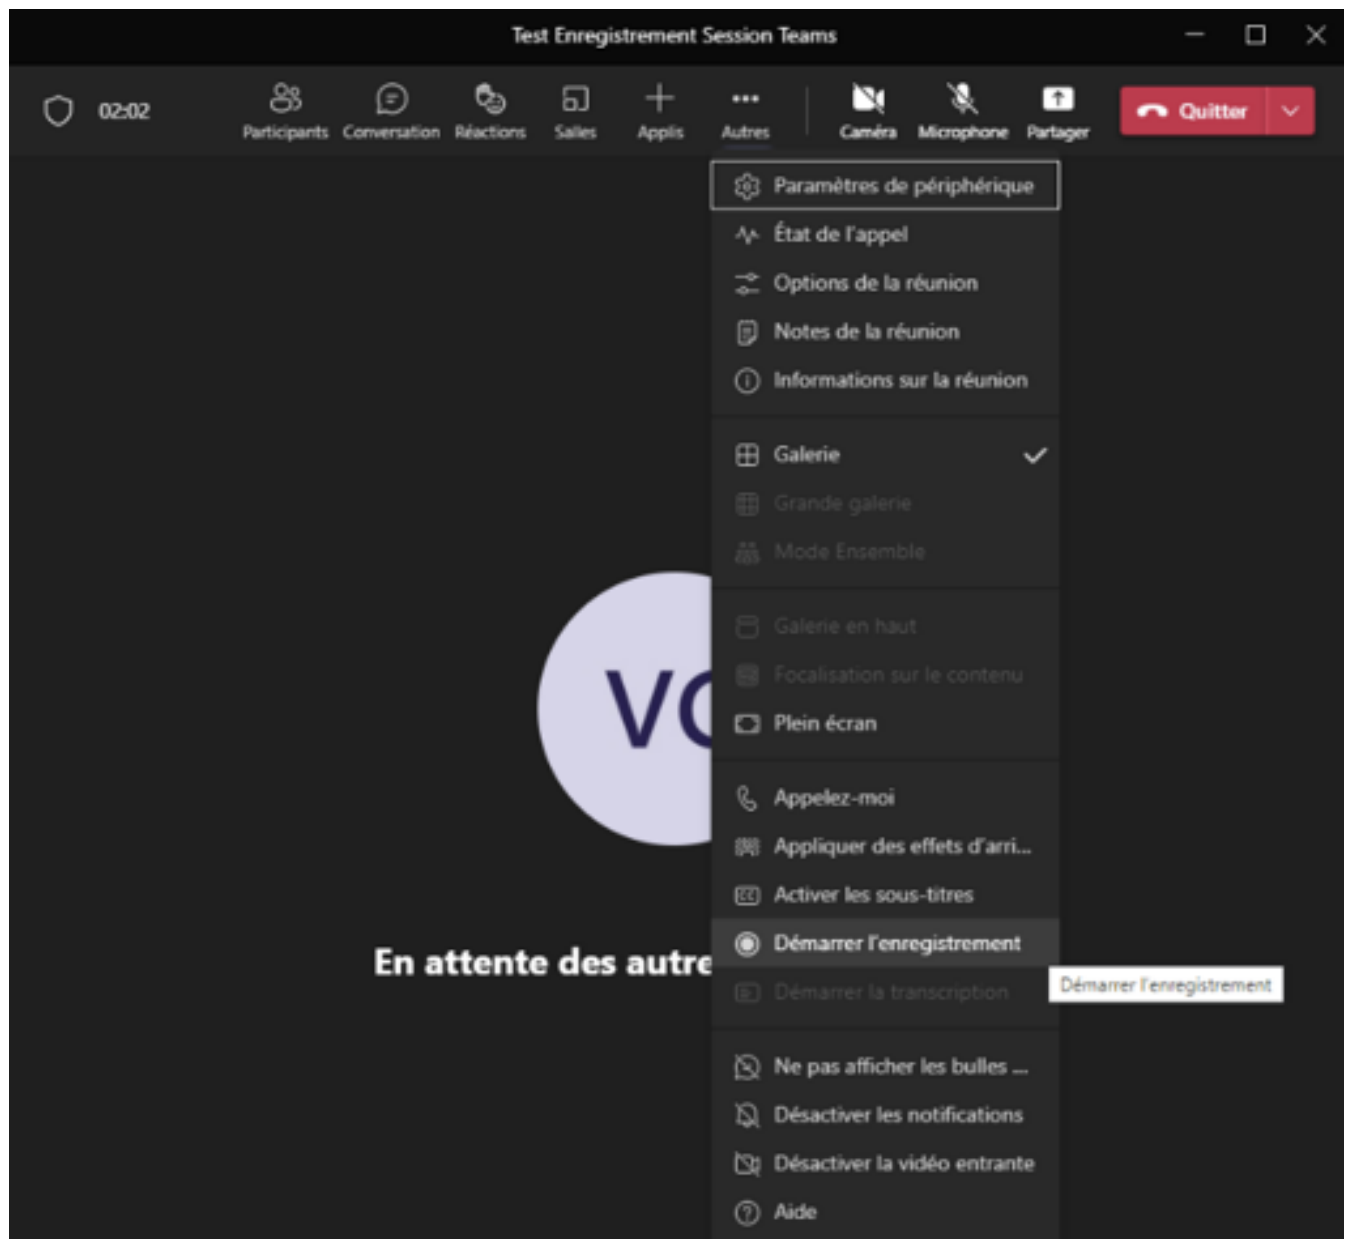 Test Enregistrement Session Teams
02:02
Participants Conversation Réactions Salles Applis Autres Caméra Microphone Partager Quitter
Paramètres de périphérique
État de l'appel
Options de la réunion
Notes de la réunion
Informations sur la réunion
Galerie
Grande galerie
Mode Ensemble
Galerie en haut
Focalisation sur le contenu
Plein écran
Appelez-moi
Appliquer des effets d'arri...
Activer les sous-titres
Démarrer l'enregistrement
Démarrer la transcription
Démarrer l'enregistrement
Ne pas afficher les bulles ...
Désactiver les notifications
Désactiver la vidéo entrante
Aide
V
En attente des autre